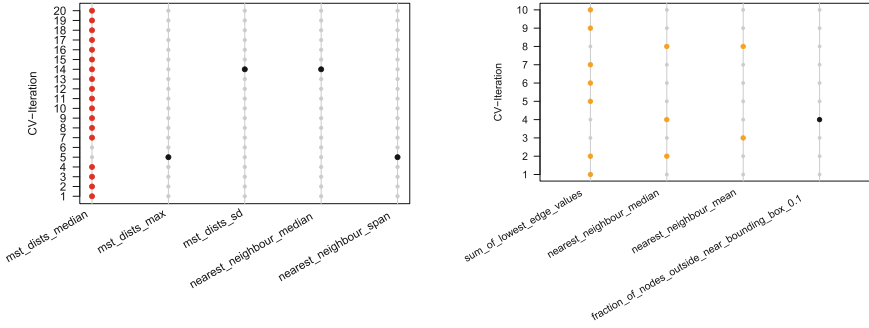 CV-Iteration
20
19
18
17
16
15
14
13
12
11
10
9
8
7
6
5
4
3
2
1
mst_dists_median
mst_dists_max
mst_dists_sd
nearest_neighbour_median
nearest_neighbour_span
CV-Iteration
10
9
8
7
6
5
4
3
2
1
sum_of_lowest_edge_values
nearest_neighbour_median
nearest_neighbour_mean
fraction_of_nodes_outside_near_bounding_box_0.1